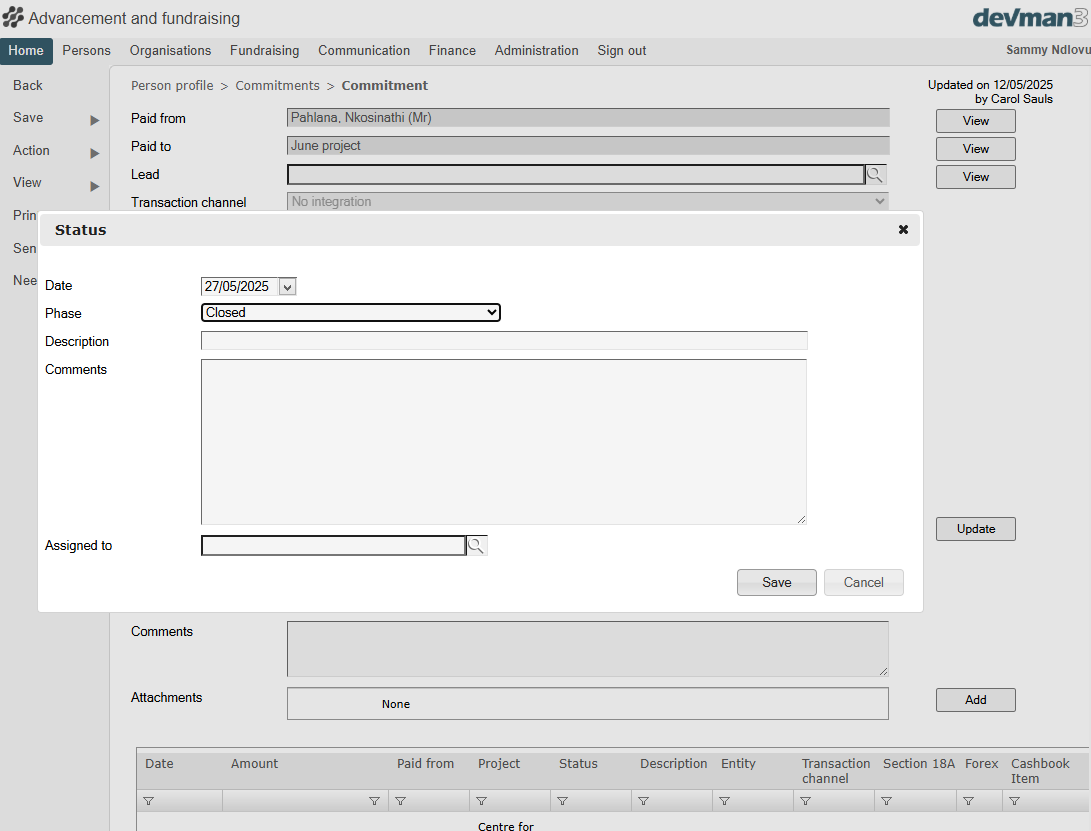 Advancement and fundraising
devman3
Home Persons Organisations Fundraising Communication Finance Administration Sign out
Sammy Ndlovu
Back
Person profile > Commitments > Commitment
Updated on 12/05/2025
by Carol Sauls
Save
Paid from Pahlana, Nkosinathi (Mr) View
Action
Paid to June project View
View
Lead View
Transaction channel No integration
Prin
Sen
Nee
Status
Date 27/05/2025
Phase Closed
Description
Comments
Update
Assigned to
Save Cancel
Comments
Attachments None Add
Date Amount Paid from Project Status Description Entity Transaction channel Section 18A Forex Cashbook Item
Centre for